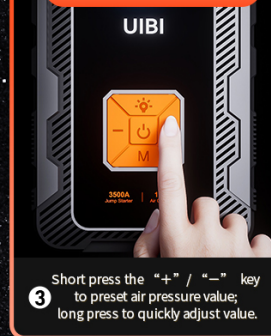 UIBI
M
3500A
Jump Starter
3
Short press the “+” / “−” key
to preset air pressure value;
long press to quickly adjust value.